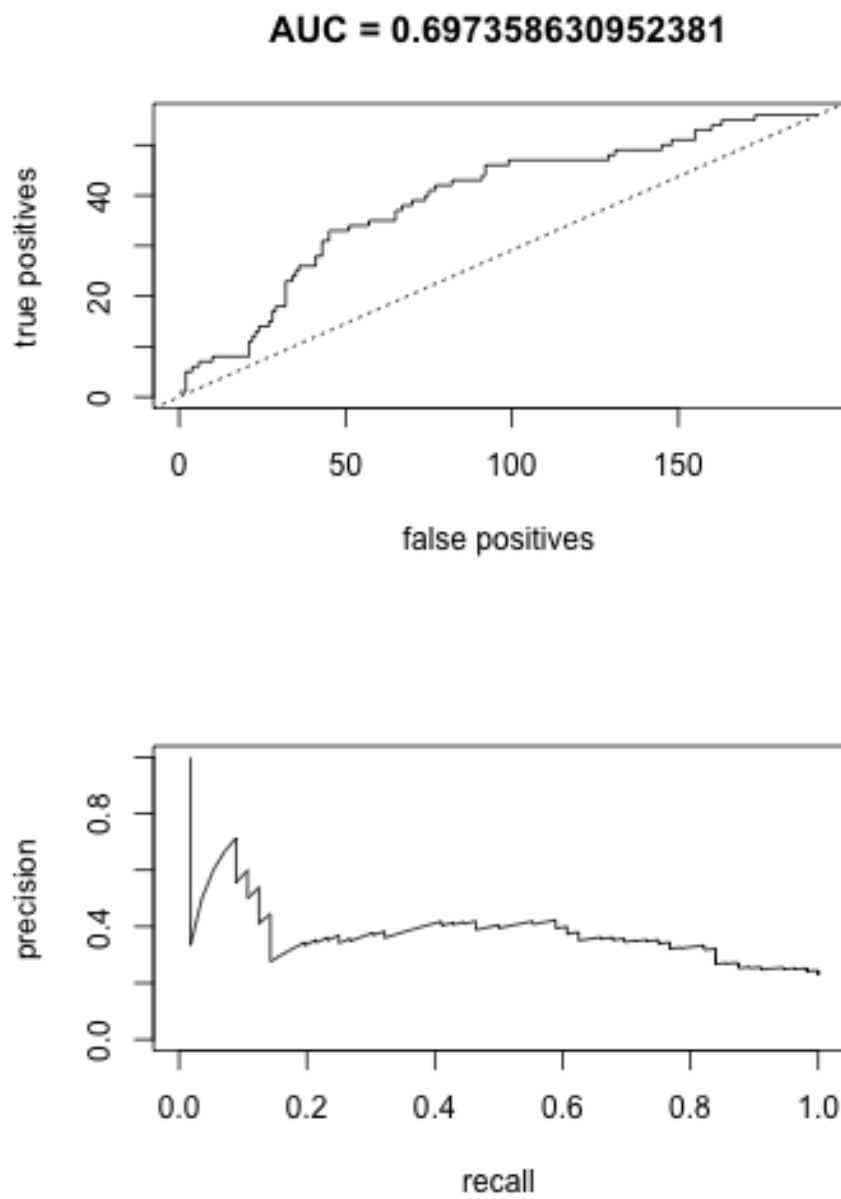 AUC = 0.697358630952381
true positives
40
20
0
0 50 100 150
false positives
precision
0.8
0.4
0.0
0.0 0.2 0.4 0.6 0.8 1.0
recall